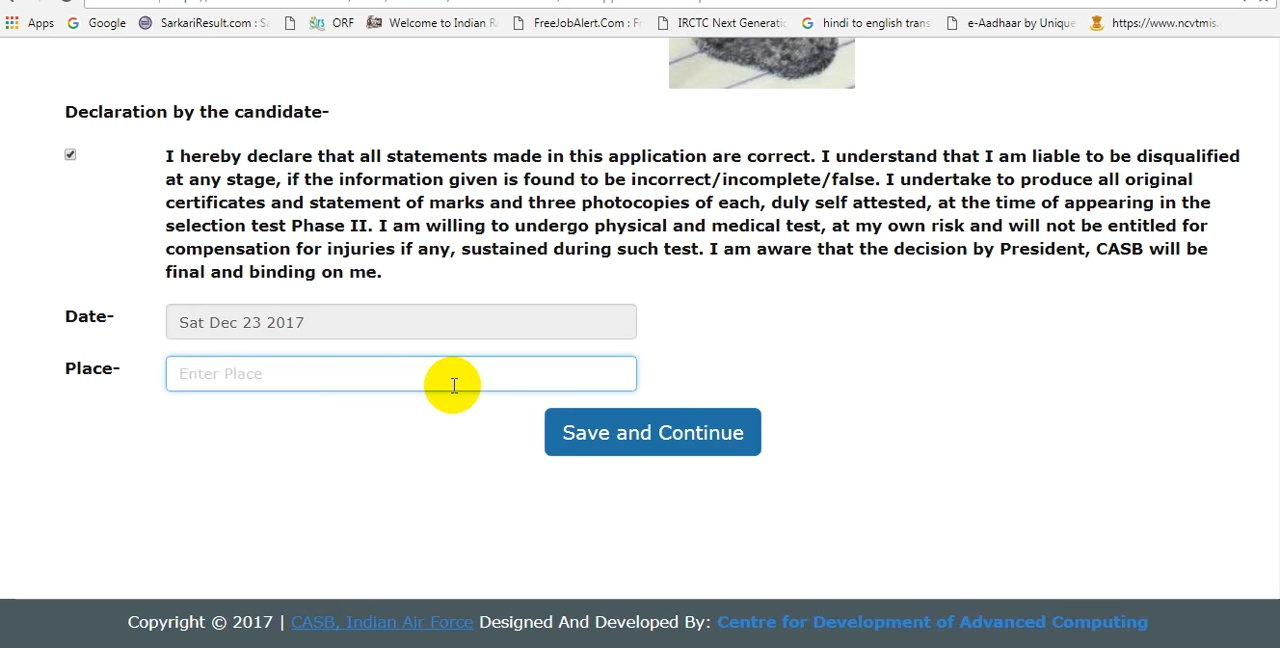 Apps Google SarkariResult.com : Sa ORF Welcome to Indian R FreeJobAlert.Com : Fr IRCTC Next Generatio hindi to english trans e-Aadhaar by Unique https://www.ncvtmis.
Declaration by the candidate-
I hereby declare that all statements made in this application are correct. I understand that I am liable to be disqualified
at any stage, if the information given is found to be incorrect/incomplete/false. I undertake to produce all original
certificates and statement of marks and three photocopies of each, duly self attested, at the time of appearing in the
selection test Phase II. I am willing to undergo physical and medical test, at my own risk and will not be entitled for
compensation for injuries if any, sustained during such test. I am aware that the decision by President, CASB will be
final and binding on me.
Date- Sat Dec 23 2017
Place- Enter Place
Save and Continue
Copyright © 2017 | CASB, Indian Air Force Designed And Developed By: Centre for Development of Advanced Computing